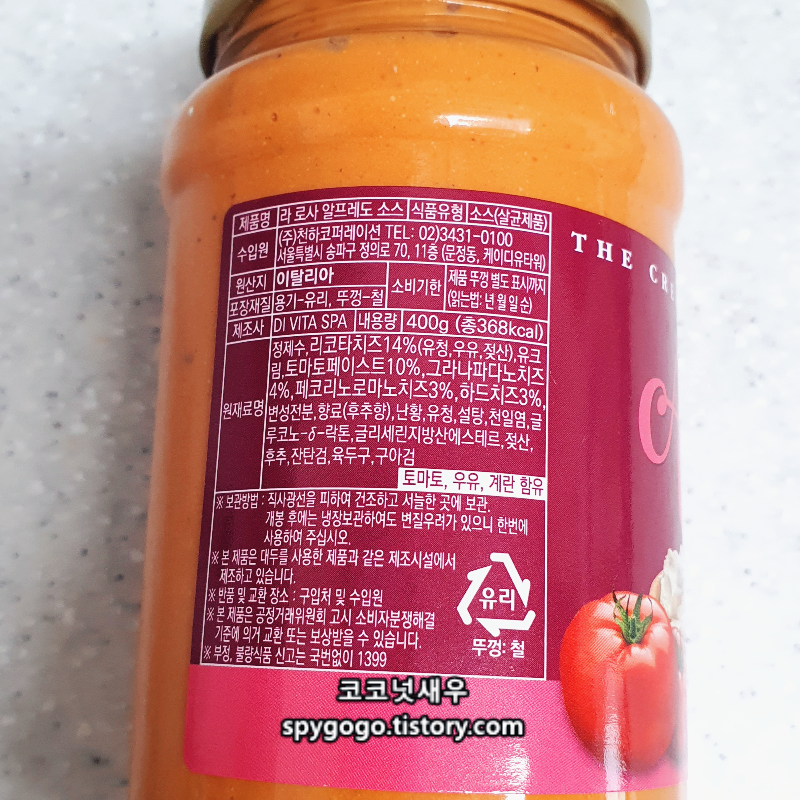 제품명 라 로사 알프레도 소스 식품유형 소스(살균제품)
수입원 (주)천하코퍼레이션 TEL: 02)3431-0100
서울특별시 송파구 정의로 70, 11층 (문정동, 케이디유타워)
원산지 이탈리아 소비기한 제품 뚜껑 별도 표시까지
포장재질 용기-유리, 뚜껑-철 (읽는법: 년 월 일 순)
제조사 DI VITA SPA 내용량 400g (총368kcal)
원재료명 정제수, 리코타치즈14%(유청,우유,젖산),유크
림,토마토페이스트10%,그라나파다노치즈
4%,페코리노로마노치즈3%,하드치즈3%,
변성전분,향료(후추향),난황,유청,설탕,천일염,글
루코노-δ-락톤,글리세린지방산에스테르,젖산,
후추,잔탄검,육두구,구아검
토마토, 우유, 계란 함유
※ 보관방법 : 직사광선을 피하여 건조하고 서늘한 곳에 보관.
개봉 후에는 냉장보관하여도 변질우려가 있으니 한번에
사용하여 주십시오.
※ 본 제품은 대두를 사용한 제품과 같은 제조시설에서
제조하고 있습니다.
※ 반품 및 교환 장소 : 구입처 및 수입원
※ 본 제품은 공정거래위원회 고시 소비자분쟁해결
기준에 의거 교환 또는 보상받을 수 있습니다.
※ 부정, 불량식품 신고는 국번없이 1399
유리
뚜껑: 철
THE CRE
코코넛새우
spygogo.tistory.com